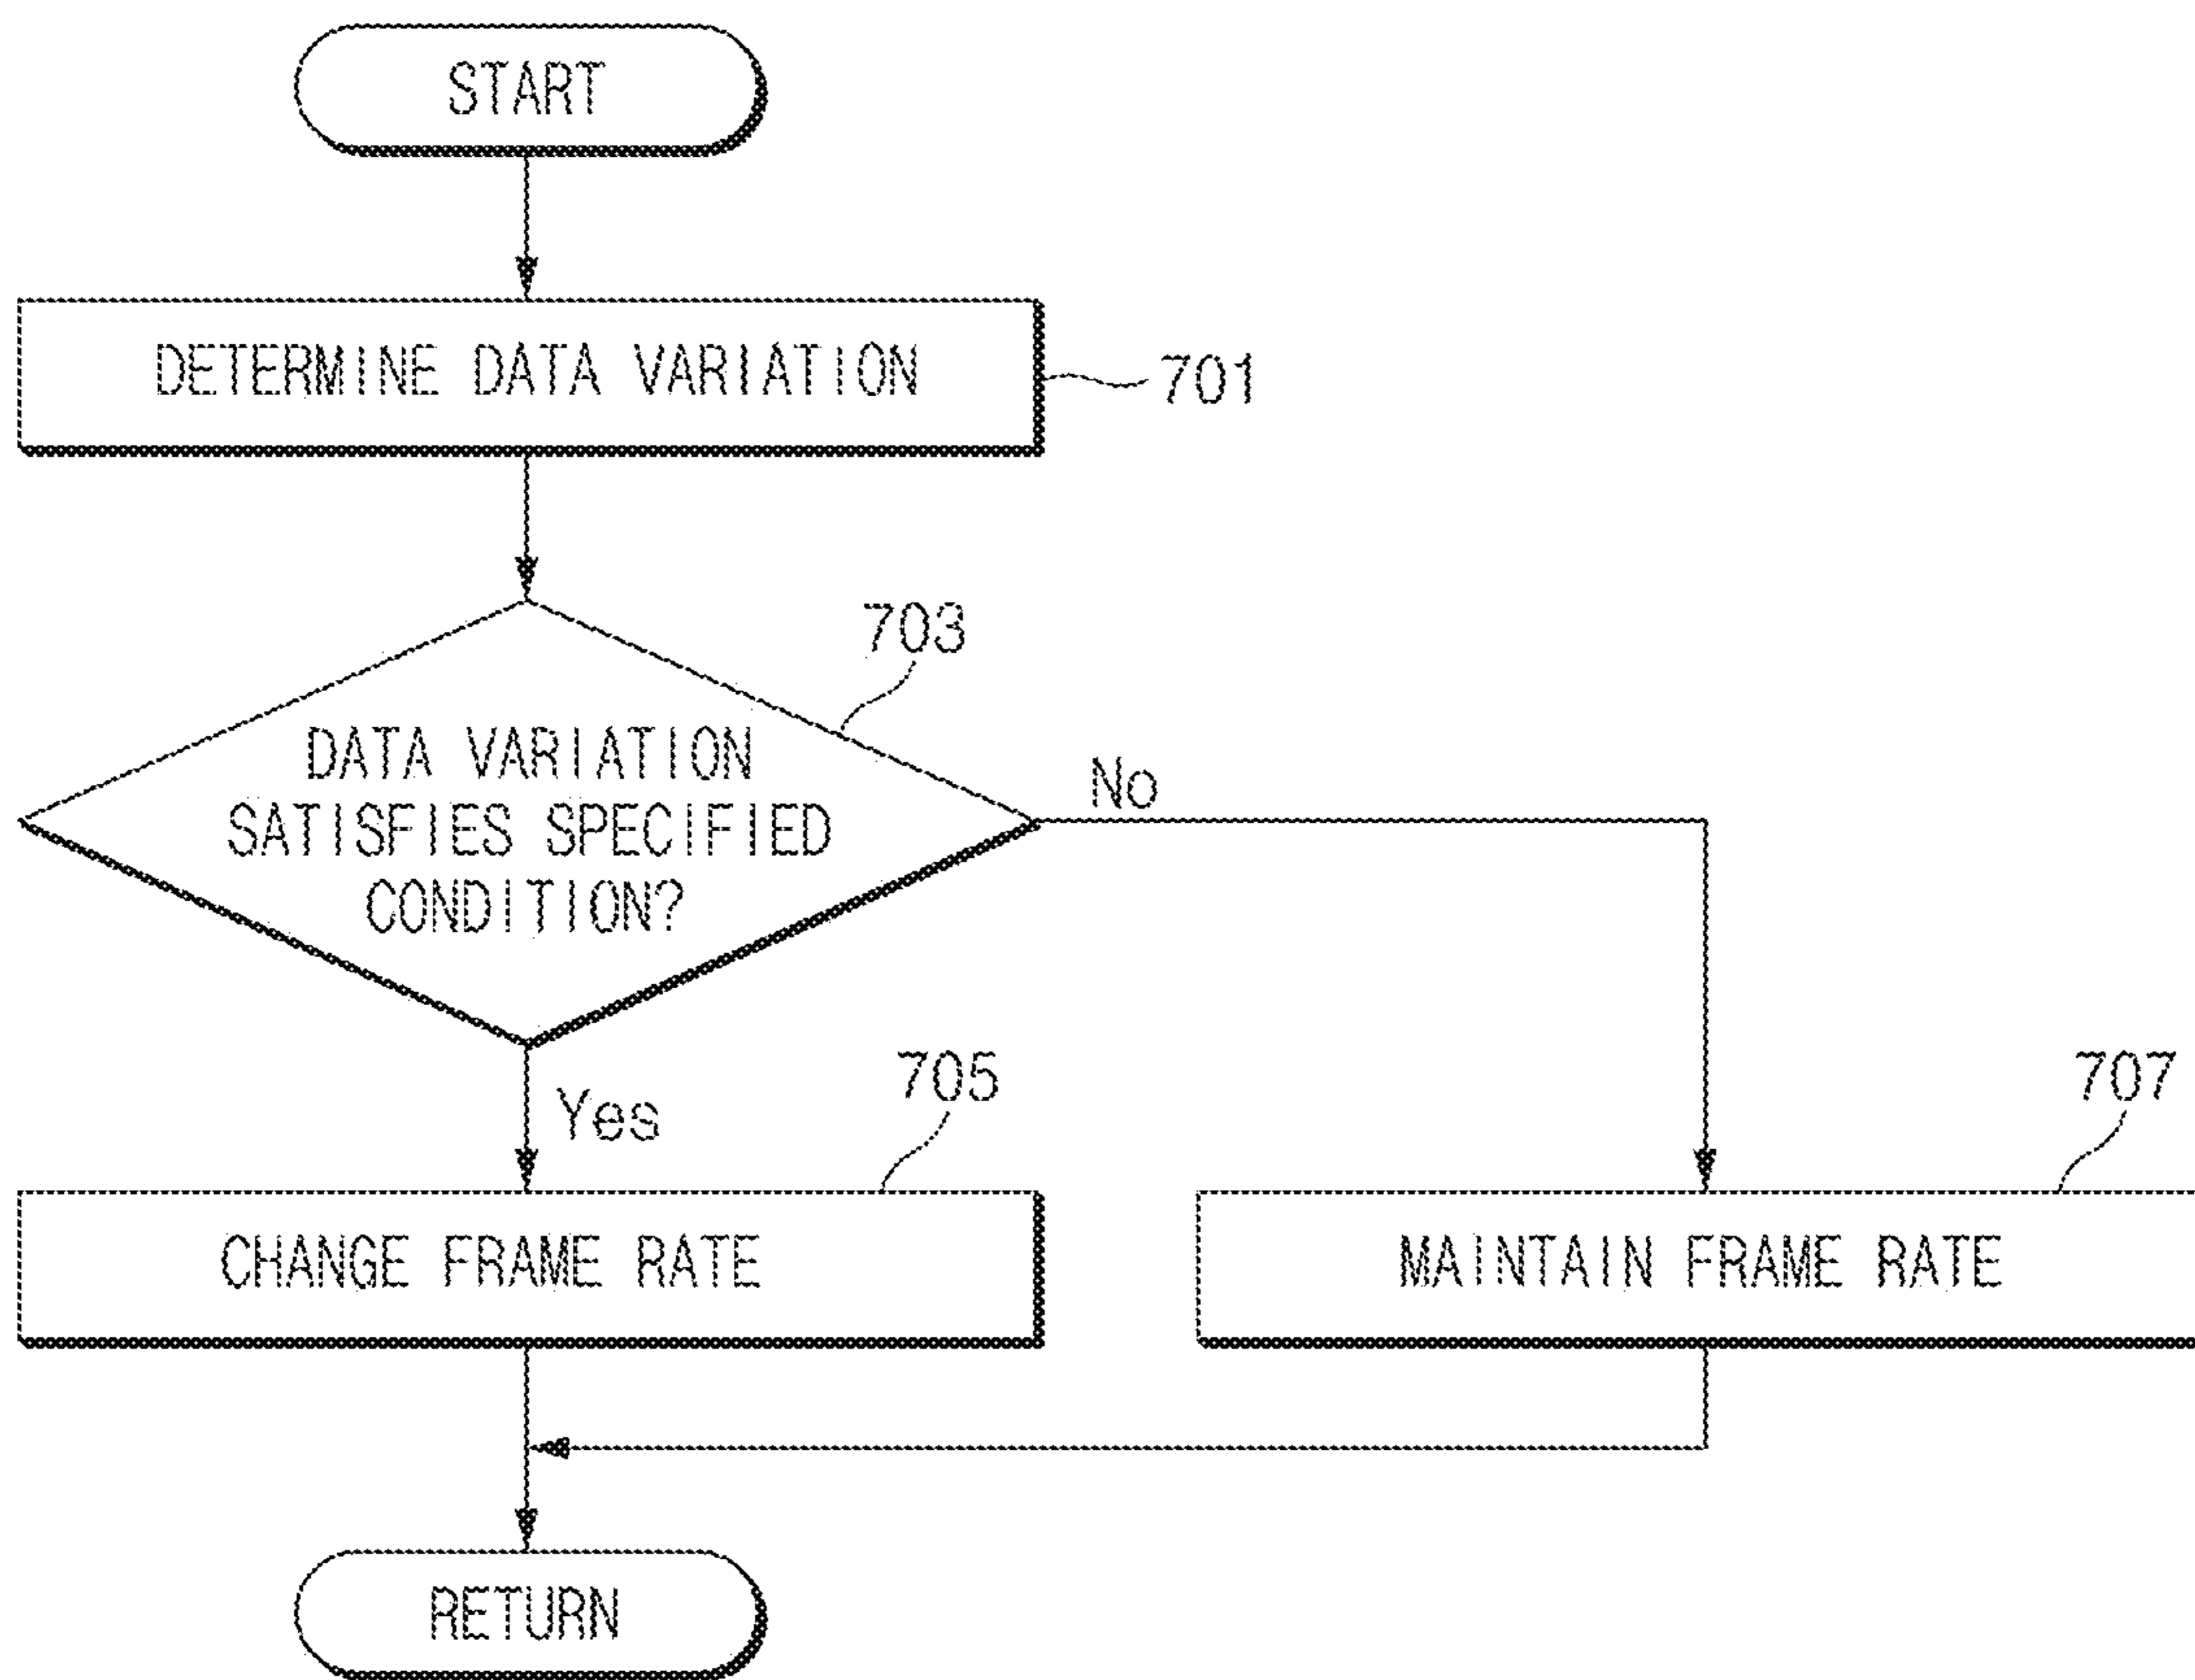 START
DETERMINE DATA VARIATION
701
703
DATA VARIATION
SATISFIES SPECIFIED
CONDITION?
No
Yes
705
707
CHANGE FRAME RATE
MAINTAIN FRAME RATE
RETURN